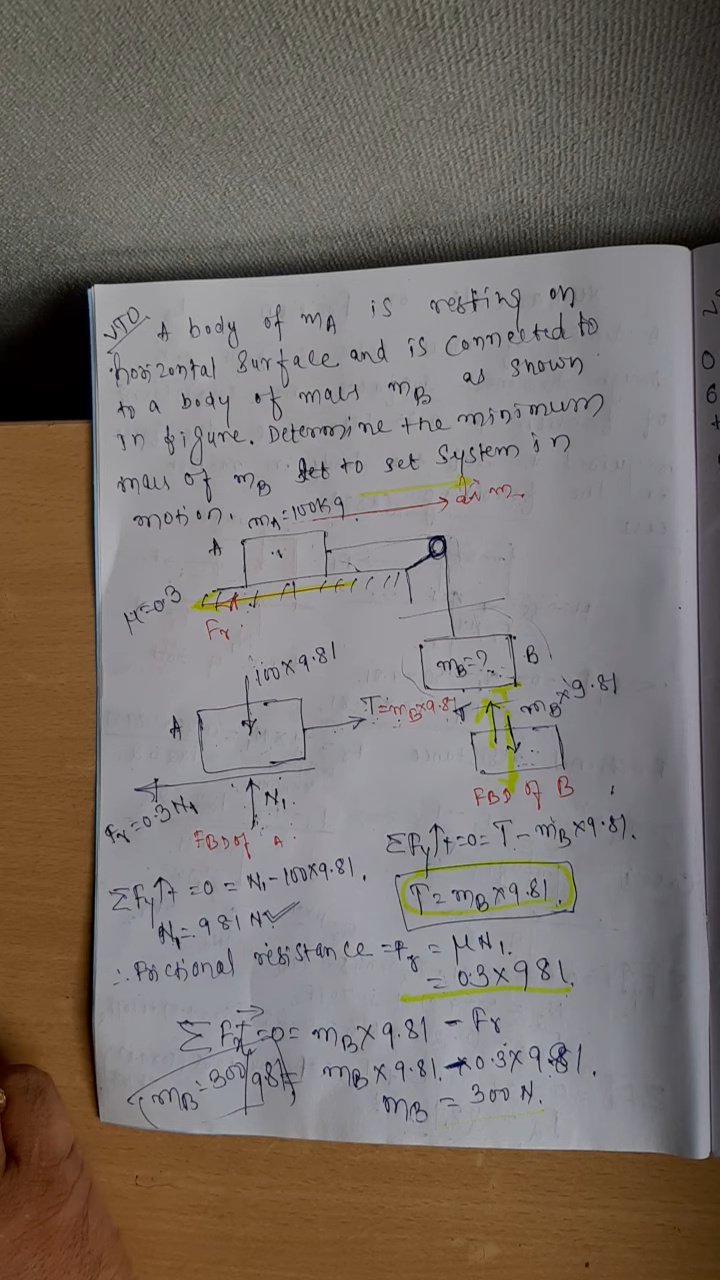 VTU A body of mA is resting on
horizontal Surface and is connected to
to a body of mass mB as shown
in figure. Determine the minimum
mass of mB to set system in
motion. mA=100kg
A
μ=0.3
Fr.
mB=? B
100×9.81
A
T=mB×9.81
T
mB×9.81
Fr=0.3N1
N1.
FBD of A
FBD of B
ΣFy↑+=0=T-mB×9.81.
ΣFy↑+=0=N1-100×9.81.
T=mB×9.81.
N1=981N ✓
∴ Frictional resistance =Fr=μN1.
=0.3×981.
ΣFx=0=mB×9.81-Fr
mB=300/9.81
mB×9.81.-0.3×981.
mB=300N.